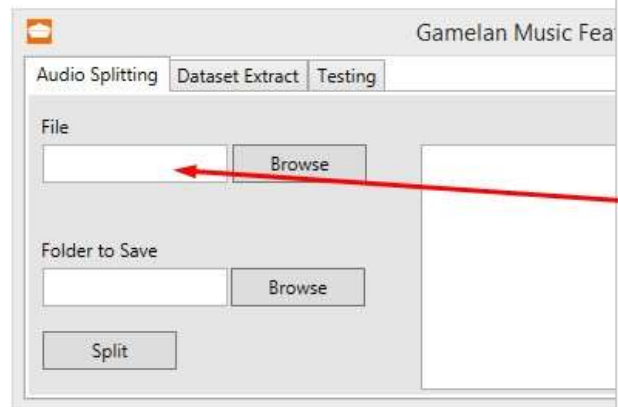 Gamelan Music Fea
Audio Splitting Dataset Extract Testing
File
Browse
Folder to Save
Browse
Split